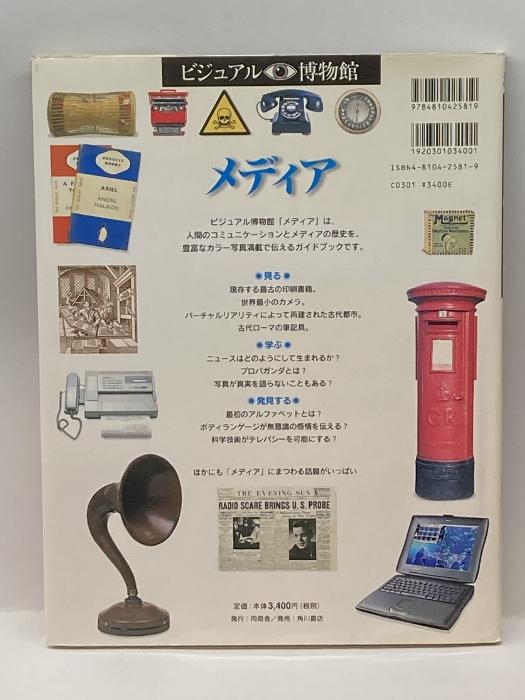 ビジュアル 博物館
9784810425819
1920301034001
ISBN4-8104-2581-9
C0301 ¥3400E
PENGUIN
BOOKS
ARIEL
ANDRÉ
MAUROIS
メディア
Magnet
ビジュアル博物館「メディア」は、
人間のコミュニケーションとメディアの歴史を、
豊富なカラー写真満載で伝えるガイドブックです。
見る
現存する最古の印刷書籍。
世界最小のカメラ。
バーチャルリアリティによって再建された古代都市。
古代ローマの筆記具。
学ぶ
ニュースはどのようにして生まれるか?
プロパガンダとは?
写真が真実を語らないこともある?
発見する
最初のアルファベットとは?
ボディランゲージが無意識の感情を伝える?
科学技術がテレパシーを可能にする?
GR
ほかにも「メディア」にまつわる話題がいっぱい
THE EVENING SUN
RADIO SCARE BRINGS U.S. PROBE
定価:本体3,400円(税別)
発行:同朋舎/発売:角川書店